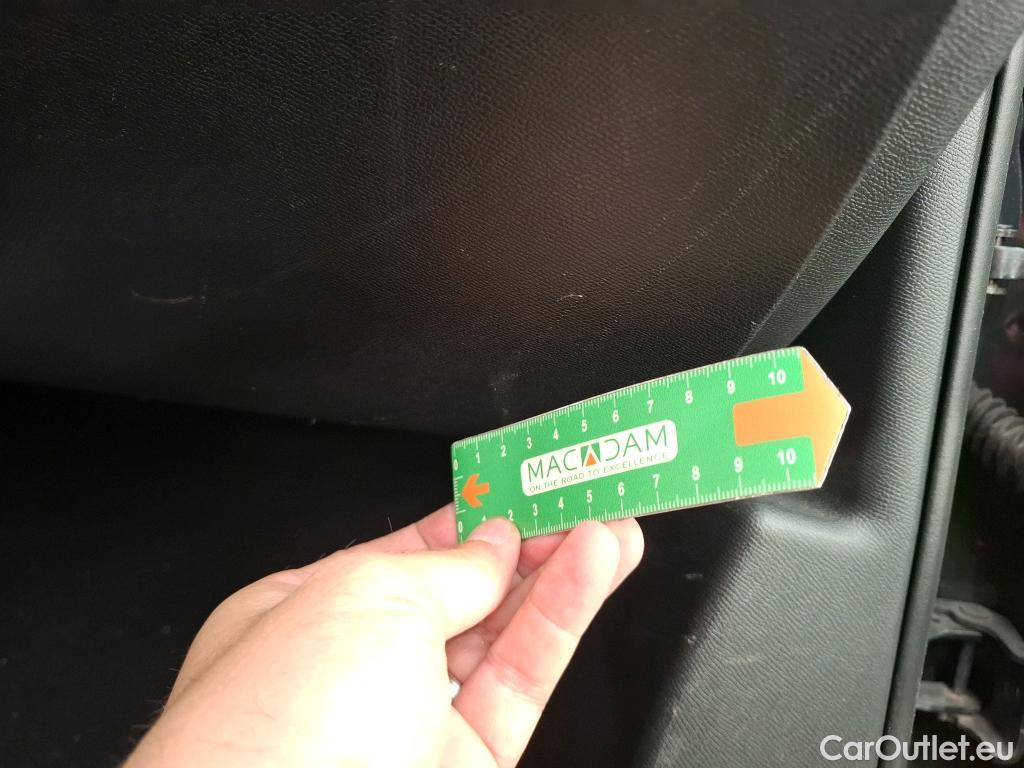 0 1 2 3 4 5 6 7 8 9 10
MACADAM
ON THE ROAD TO EXCELLENCE
0 1 2 3 4 5 6 7 8 9 10
CarOutlet.eu